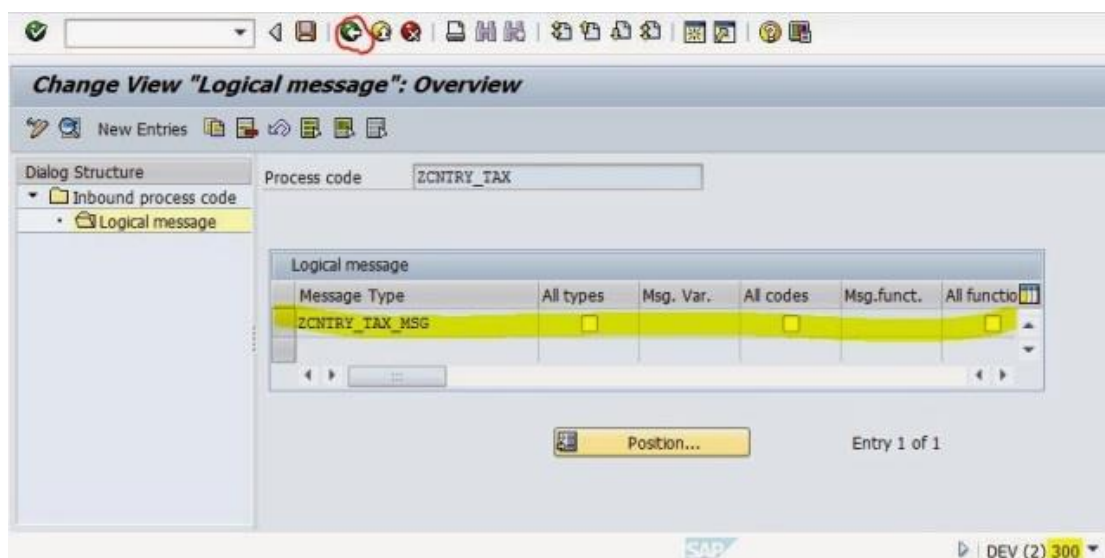 Change View "Logical message": Overview
New Entries
Dialog Structure
Inbound process code
Logical message
Process code ZCNTRY_TAX
Logical message
Message Type All types Msg. Var. All codes Msg.funct. All functio
ZCNTRY_TAX_MSG
Position... Entry 1 of 1
SAP DEV (2) 300